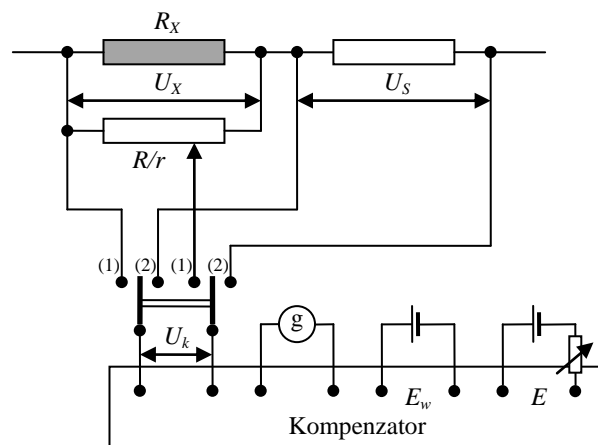 R_X
U_X
U_S
R/r
(1) (2) (1) (2)
U_k
g
E_w
E
Kompenzator